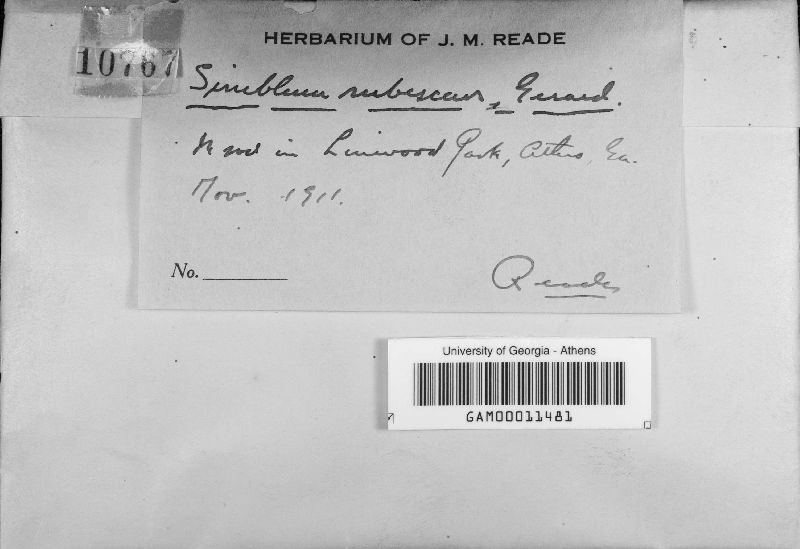 HERBARIUM OF J. M. READE
10767
Simblum rubescens, Gerard.
in Linwood Park, Athens, Ga.
Nov. 1911.
No.
Reade
University of Georgia - Athens
GAM00011481